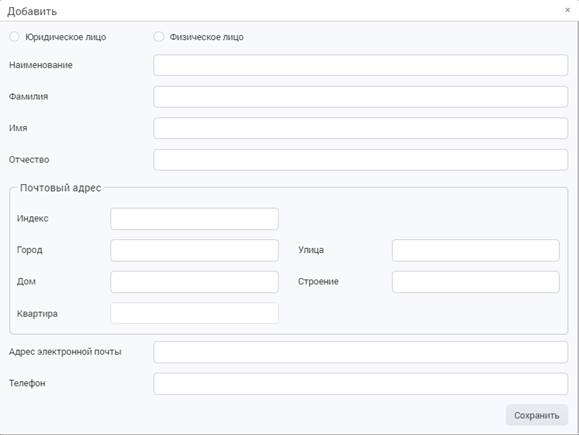 Добавить ×
Юридическое лицо Физическое лицо
Наименование
Фамилия
Имя
Отчество
Почтовый адрес
Индекс
Город Улица
Дом Строение
Квартира
Адрес электронной почты
Телефон
Сохранить